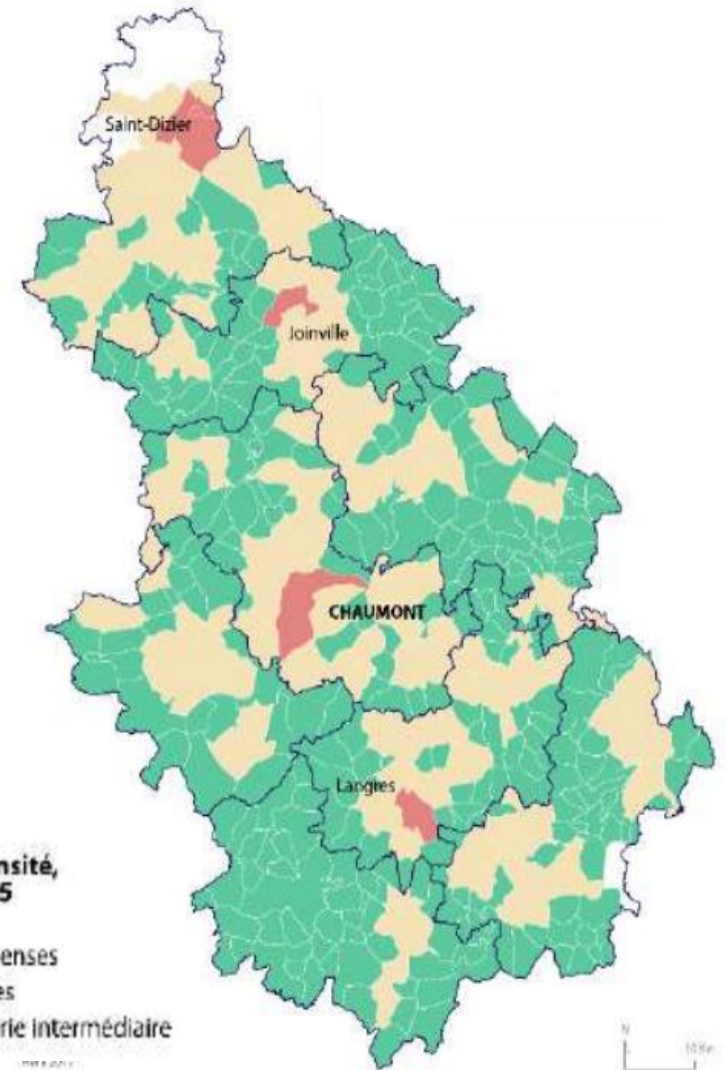 Saint-Dizier
Joinville
CHAUMONT
Langres
nsité,
5
enses
es
rie intermédiaire
N